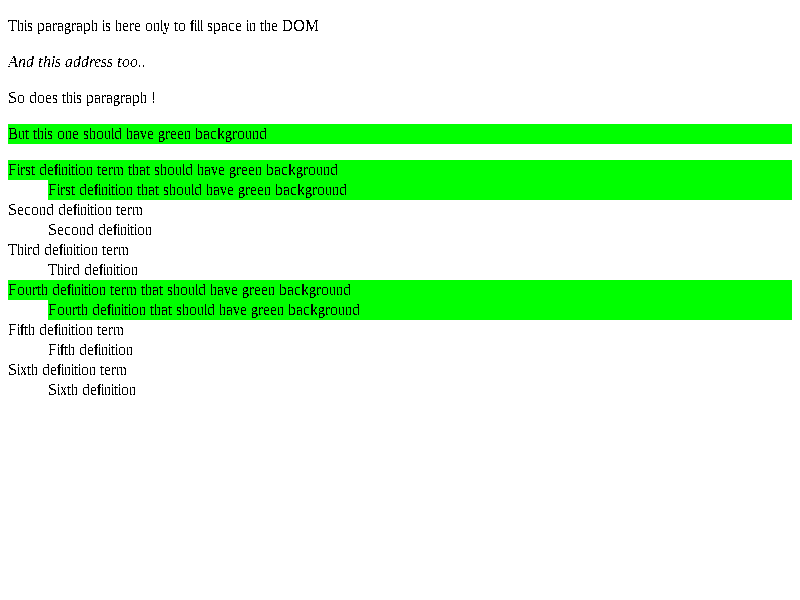 This paragraph is here only to fill space in the DOM
And this address too..
So does this paragraph !
But this one should have green background
First definition term that should have green background
First definition that should have green background
Second definition term
Second definition
Third definition term
Third definition
Fourth definition term that should have green background
Fourth definition that should have green background
Fifth definition term
Fifth definition
Sixth definition term
Sixth definition